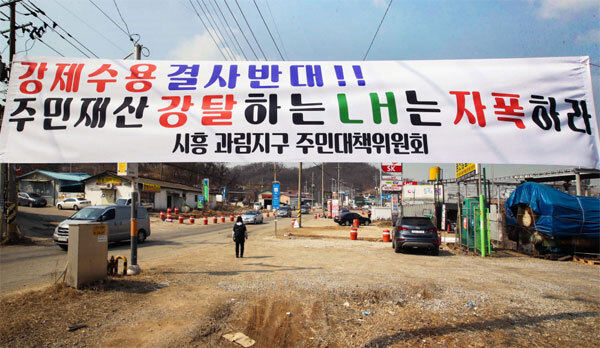 강제수용 결사반대!!
주민재산 강탈하는 LH는 자폭하라
시흥 과림지구 주민대책위원회
SK